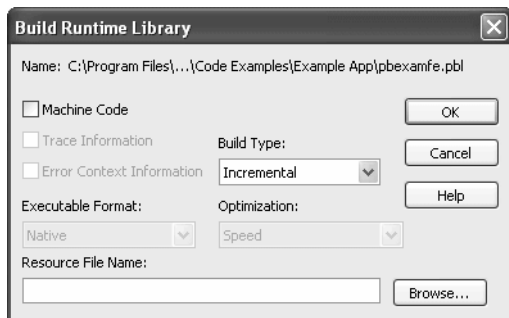 Build Runtime Library
Name: C:\Program Files\...\Code Examples\Example App\pbexamfe.pbl
Machine Code
OK
Trace Information
Build Type:
Cancel
Error Context Information
Incremental
Help
Executable Format:
Optimization:
Native
Speed
Resource File Name:
Browse...